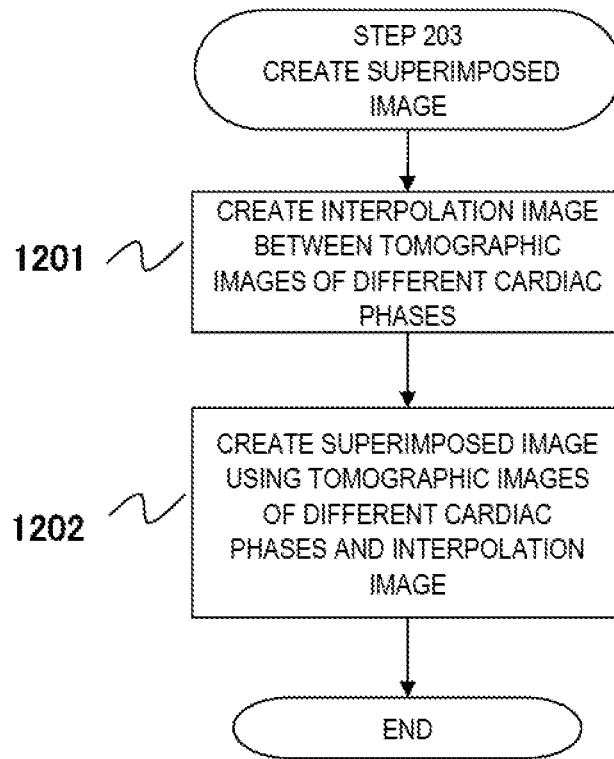 STEP 203
CREATE SUPERIMPOSED
IMAGE
1201
CREATE INTERPOLATION IMAGE
BETWEEN TOMOGRAPHIC
IMAGES OF DIFFERENT CARDIAC
PHASES
1202
CREATE SUPERIMPOSED IMAGE
USING TOMOGRAPHIC IMAGES
OF DIFFERENT CARDIAC
PHASES AND INTERPOLATION
IMAGE
END